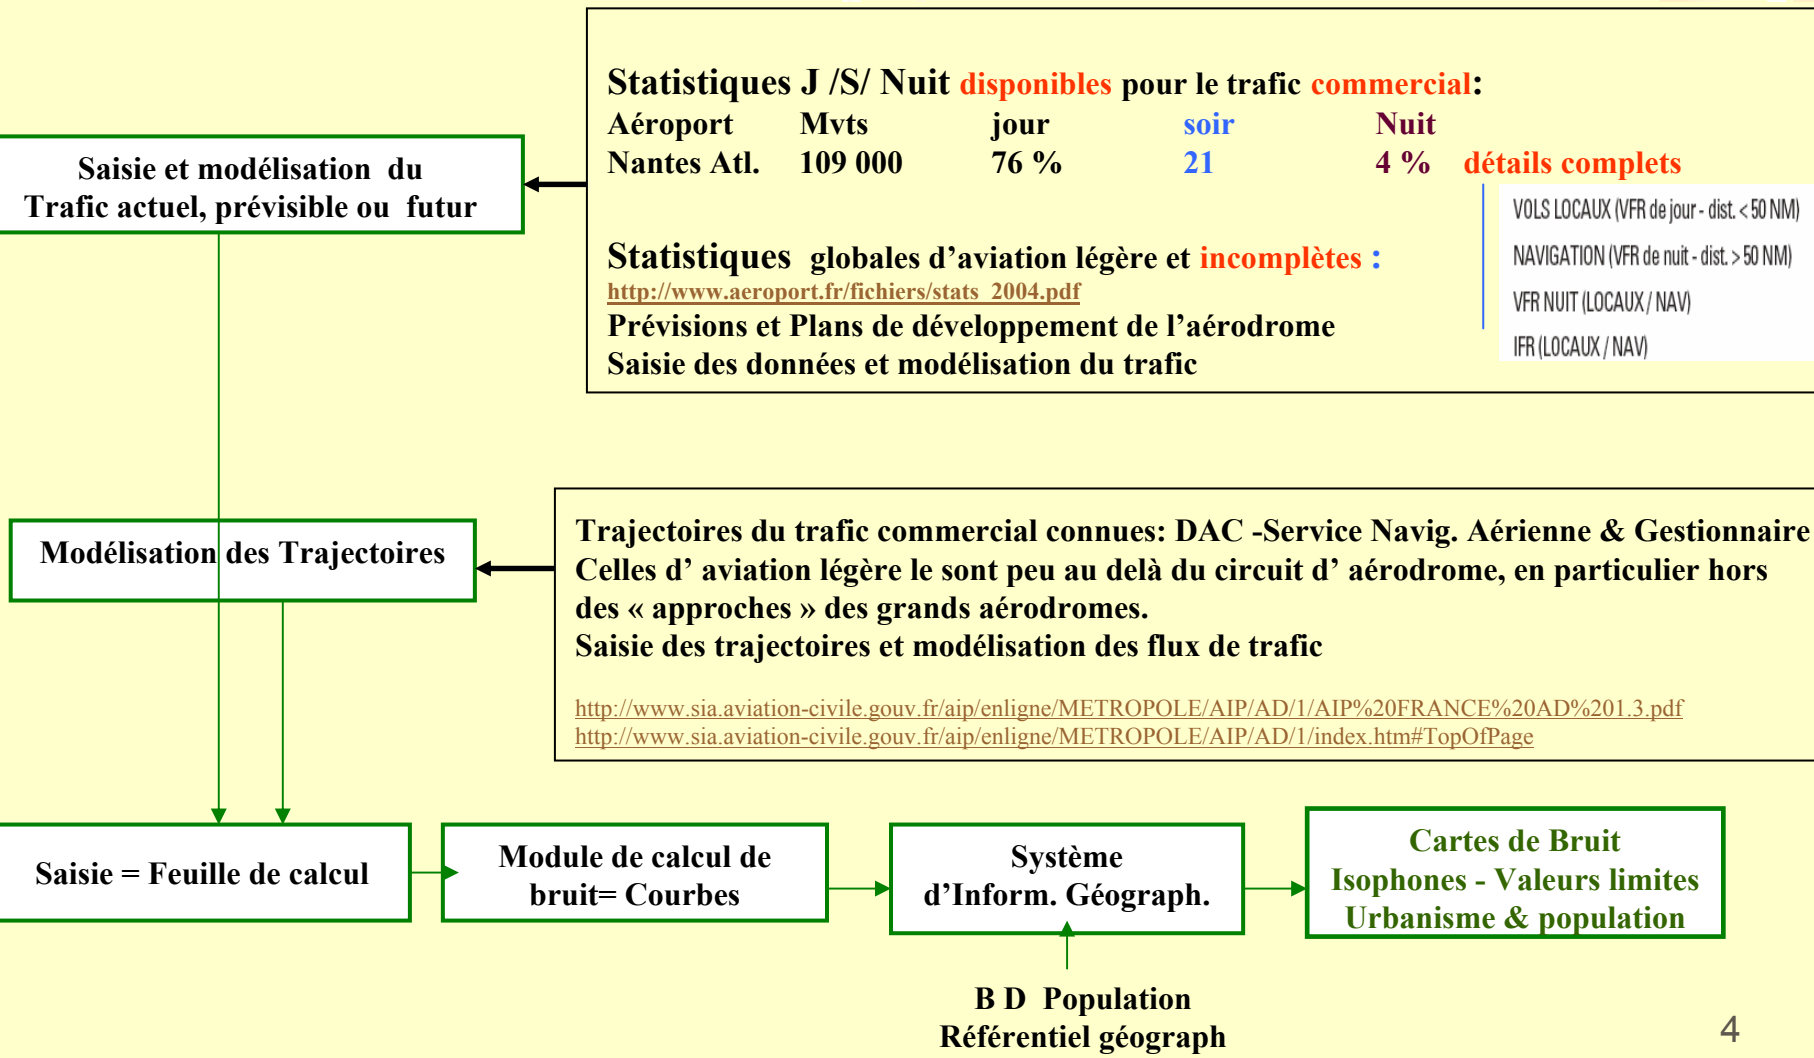 Statistiques J /S/ Nuit disponibles pour le trafic commercial:
Aéroport Mvts jour soir Nuit
Nantes Atl. 109 000 76 % 21 4 % détails complets
Statistiques globales d’aviation légère et incomplètes :
http://www.aeroport.fr/fichiers/stats_2004.pdf
Prévisions et Plans de développement de l’aérodrome
Saisie des données et modélisation du trafic
VOLS LOCAUX (VFR de jour - dist. < 50 NM)
NAVIGATION (VFR de nuit - dist. > 50 NM)
VFR NUIT (LOCAUX / NAV)
IFR (LOCAUX / NAV)
Saisie et modélisation du
Trafic actuel, prévisible ou futur
Modélisation des Trajectoires
Trajectoires du trafic commercial connues: DAC -Service Navig. Aérienne & Gestionnaire
Celles d’ aviation légère le sont peu au delà du circuit d’ aérodrome, en particulier hors
des « approches » des grands aérodromes.
Saisie des trajectoires et modélisation des flux de trafic
http://www.sia.aviation-civile.gouv.fr/aip/enligne/METROPOLE/AIP/AD/1/AIP%20FRANCE%20AD%201.3.pdf
http://www.sia.aviation-civile.gouv.fr/aip/enligne/METROPOLE/AIP/AD/1/index.htm#TopOfPage
Saisie = Feuille de calcul
Module de calcul de
bruit= Courbes
Système
d’Inform. Géograph.
Cartes de Bruit
Isophones - Valeurs limites
Urbanisme & population
B D Population
Référentiel géograph
4